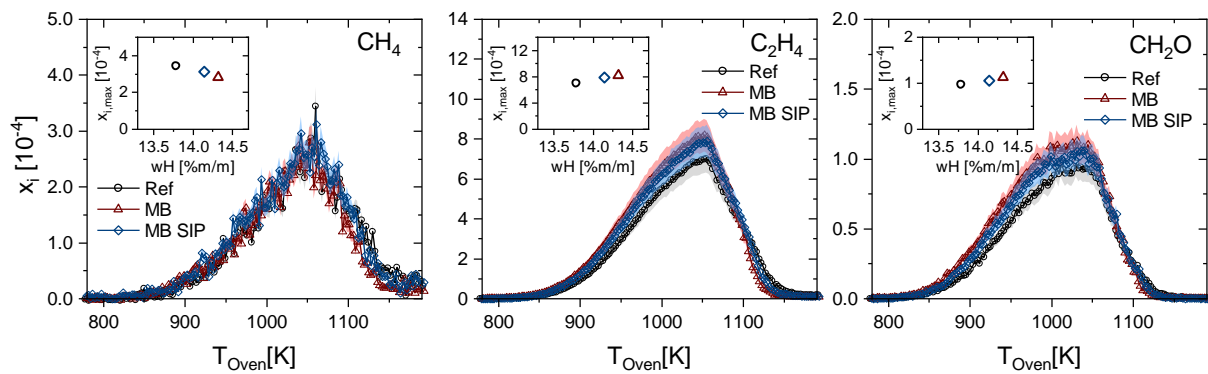 5.0
4.0
3.0
2.0
1.0
0.0
x_i [10^-4]
800
900
1000
1100
T_Oven[K]
CH_4
Ref
MB
MB SIP
6
4
2
0
x_i,max [10^-4]
13.5
14.0
14.5
wH [%m/m]
14
12
10
8
6
4
2
0
800
900
1000
1100
T_Oven[K]
C_2H_4
Ref
MB
MB SIP
16
12
8
4
0
x_i,max [10^-4]
13.5
14.0
14.5
wH [%m/m]
2.0
1.5
1.0
0.5
0.0
800
900
1000
1100
T_Oven[K]
CH_2O
Ref
MB
MB SIP
2
1
0
x_i,max [10^-4]
13.5
14.0
14.5
wH [%m/m]